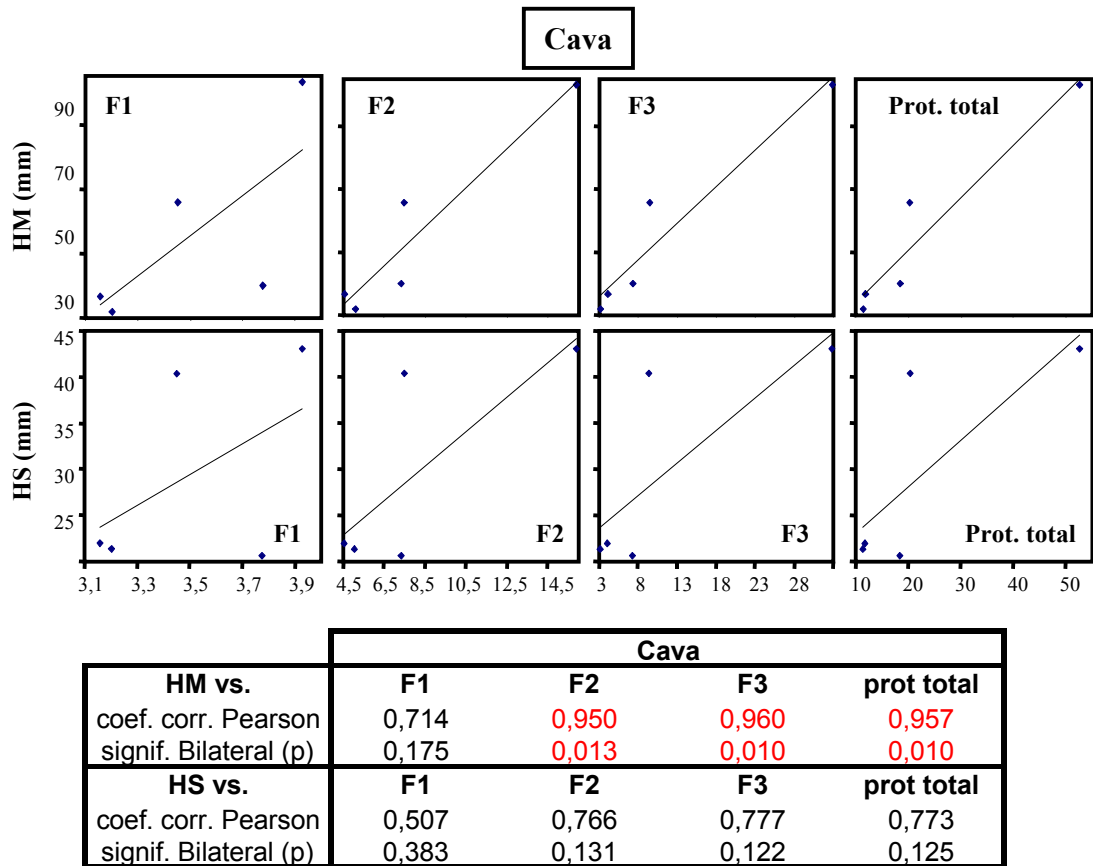 Cava
F1
F2
F3
Prot. total
HM (mm)
90
70
50
30
HS (mm)
45
40
35
30
25
F1
F2
F3
Prot. total
3,1 3,3 3,5 3,7 3,9
4,5 6,5 8,5 10,5 12,5 14,5
3 8 13 18 23 28
10 20 30 40 50
Cava
HM vs. F1 F2 F3 prot total
coef. corr. Pearson 0,714 0,950 0,960 0,957
signif. Bilateral (p) 0,175 0,013 0,010 0,010
HS vs. F1 F2 F3 prot total
coef. corr. Pearson 0,507 0,766 0,777 0,773
signif. Bilateral (p) 0,383 0,131 0,122 0,125